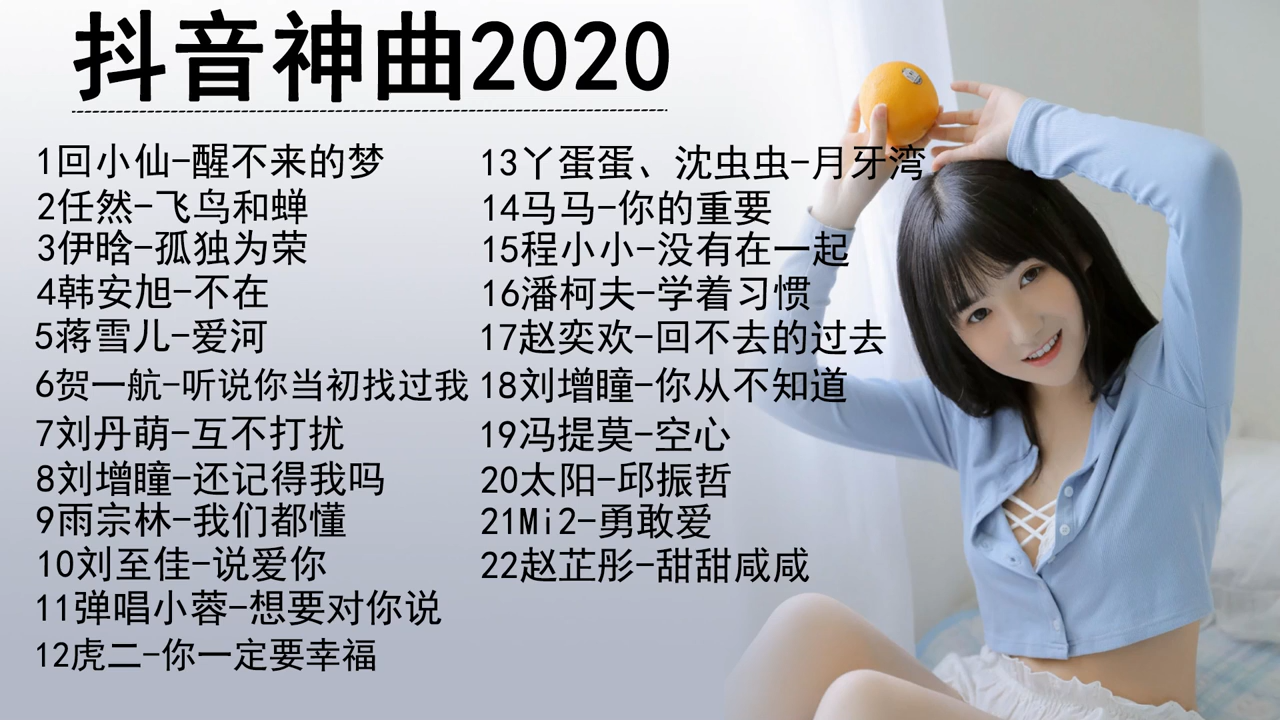 抖音神曲2020
1回小仙-醒不来的梦
2任然-飞鸟和蝉
3伊晗-孤独为荣
4韩安旭-不在
5蒋雪儿-爱河
6贺一航-听说你当初找过我
7刘丹萌-互不打扰
8刘增瞳-还记得我吗
9雨宗林-我们都懂
10刘至佳-说爱你
11弹唱小蓉-想要对你说
12虎二-你一定要幸福
13丫蛋蛋、沈虫虫-月牙湾
14马马-你的重要
15程小小-没有在一起
16潘柯夫-学着习惯
17赵奕欢-回不去的过去
18刘增瞳-你从不知道
19冯提莫-空心
20太阳-邱振哲
21Mi2-勇敢爱
22赵芷彤-甜甜咸咸